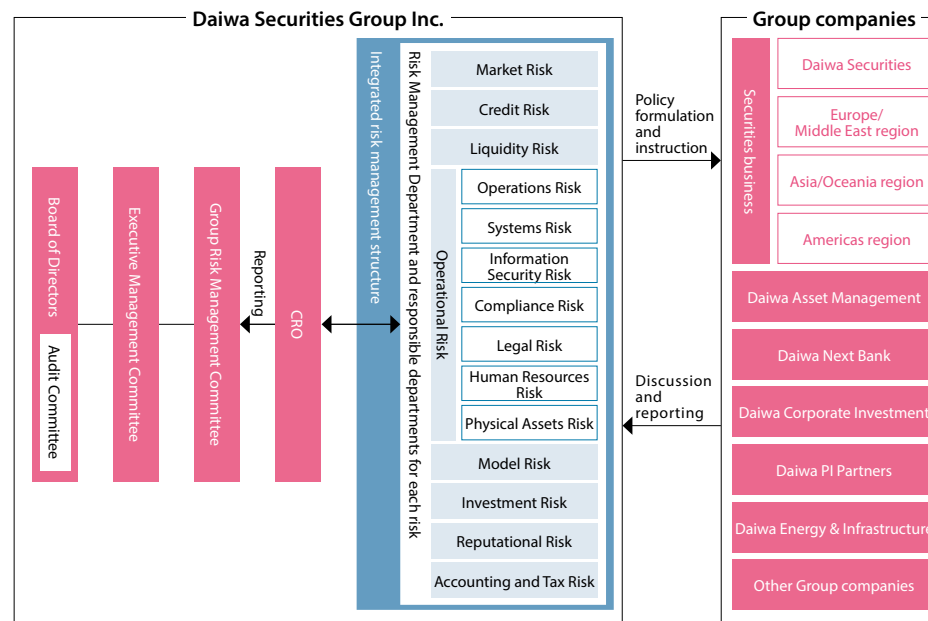 Daiwa Securities Group Inc.
Board of Directors
Audit Committee
Executive Management Committee
Group Risk Management Committee
Reporting
CRO
Integrated risk management structure
Risk Management Department and responsible departments for each risk
Market Risk
Credit Risk
Liquidity Risk
Operational Risk
Operations Risk
Systems Risk
Information
Security Risk
Compliance Risk
Legal Risk
Human Resources
Risk
Physical Assets Risk
Model Risk
Investment Risk
Reputational Risk
Accounting and Tax Risk
Policy
formulation
and
instruction
Discussion
and
reporting
Group companies
Securities business
Daiwa Securities
Europe/
Middle East region
Asia/Oceania region
Americas region
Daiwa Asset Management
Daiwa Next Bank
Daiwa Corporate Investment
Daiwa PI Partners
Daiwa Energy & Infrastructure
Other Group companies